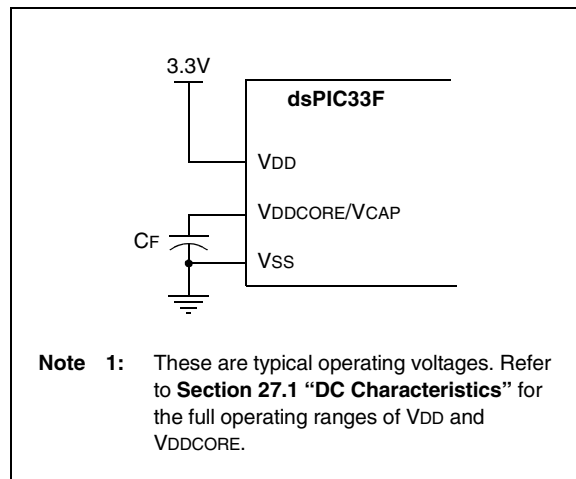 3.3V
dsPIC33F
VDD
VDDCORE/VCAP
CF
VSS
Note 1: These are typical operating voltages. Refer
to Section 27.1 “DC Characteristics” for
the full operating ranges of VDD and
VDDCORE.